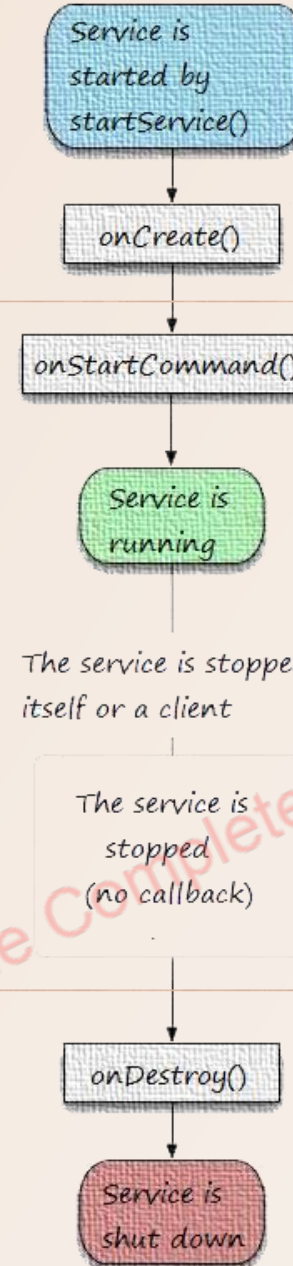 Service is
started by
startService()
onCreate()
onStartCommand()
Service is
running
The service is stoppe
itself or a client
The service is
stopped
(no callback)
Complete
onDestroy()
Service is
shut down